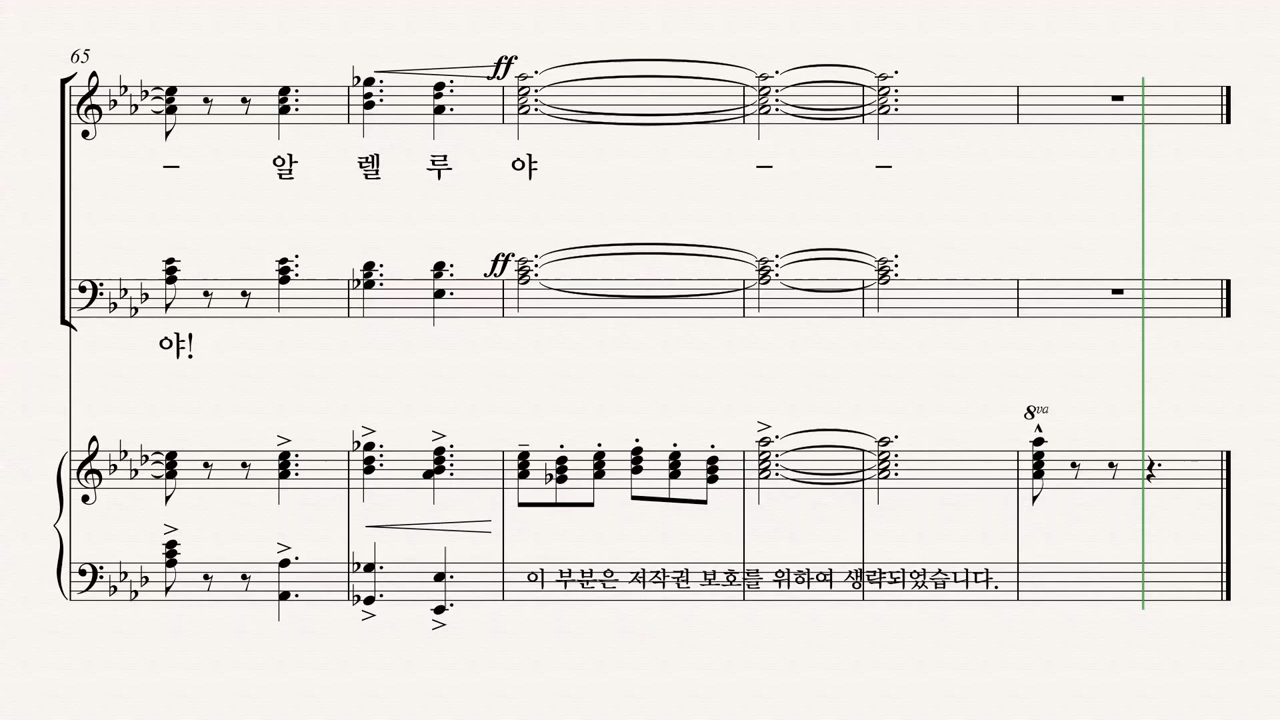 65
ff
– 알 렐 루 야 – –
ff
야!
8va
이 부분은 저작권 보호를 위하여 생략되었습니다.